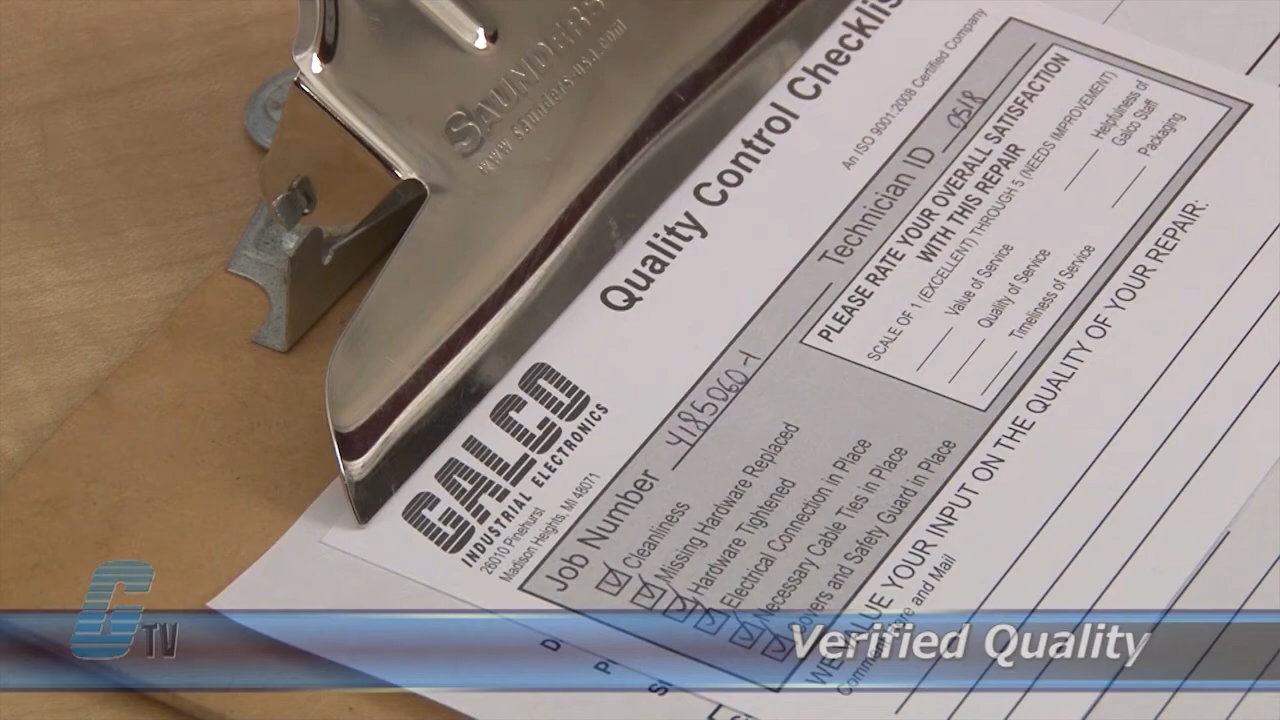 SAUNDERS
www.saunders-usa.com
Quality Control Checklis
An ISO 9001:2008 Certified Company
GALCO
INDUSTRIAL ELECTRONICS
26010 Pinehurst
Madison Heights, MI 48071
Job Number 4185060-1 Technician ID 0518
Cleanliness
Missing Hardware Replaced
Hardware Tightened
Electrical Connection in Place
Necessary Cable Ties in Place
Covers and Safety Guard in Place
PLEASE RATE YOUR OVERALL SATISFACTION
WITH THIS REPAIR
SCALE OF 1 (EXCELLENT) THROUGH 5 (NEEDS IMPROVEMENT)
Value of Service
Quality of Service
Timeliness of Service
Helpfulness of
Galco Staff
Packaging
WE VALUE YOUR INPUT ON THE QUALITY OF YOUR REPAIR:
and Mail
G TV
Verified Quality